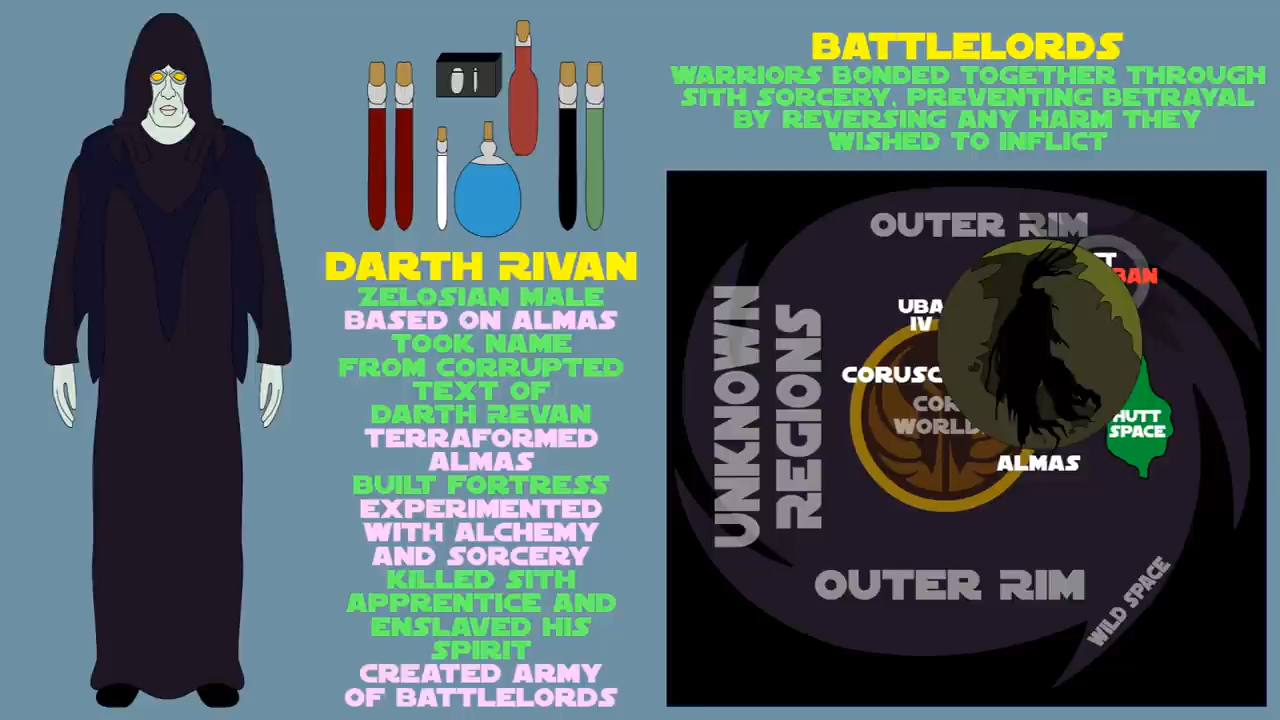 DARTH RIVAN
ZELOSIAN MALE
BASED ON ALMAS
TOOK NAME
FROM CORRUPTED
TEXT OF
DARTH REVAN
TERRAFORMED
ALMAS
BUILT FORTRESS
EXPERIMENTED
WITH ALCHEMY
AND SORCERY
KILLED SITH
APPRENTICE AND
ENSLAVED HIS
SPIRIT
CREATED ARMY
OF BATTLELORDS
BATTLELORDS
WARRIORS BONDED TOGETHER THROUGH
SITH SORCERY, PREVENTING BETRAYAL
BY REVERSING ANY HARM THEY
WISHED TO INFLICT
OUTER RIM
UNKNOWN
REGIONS
IV
HUTT
SPACE
ALMAS
OUTER RIM
WILD SPACE